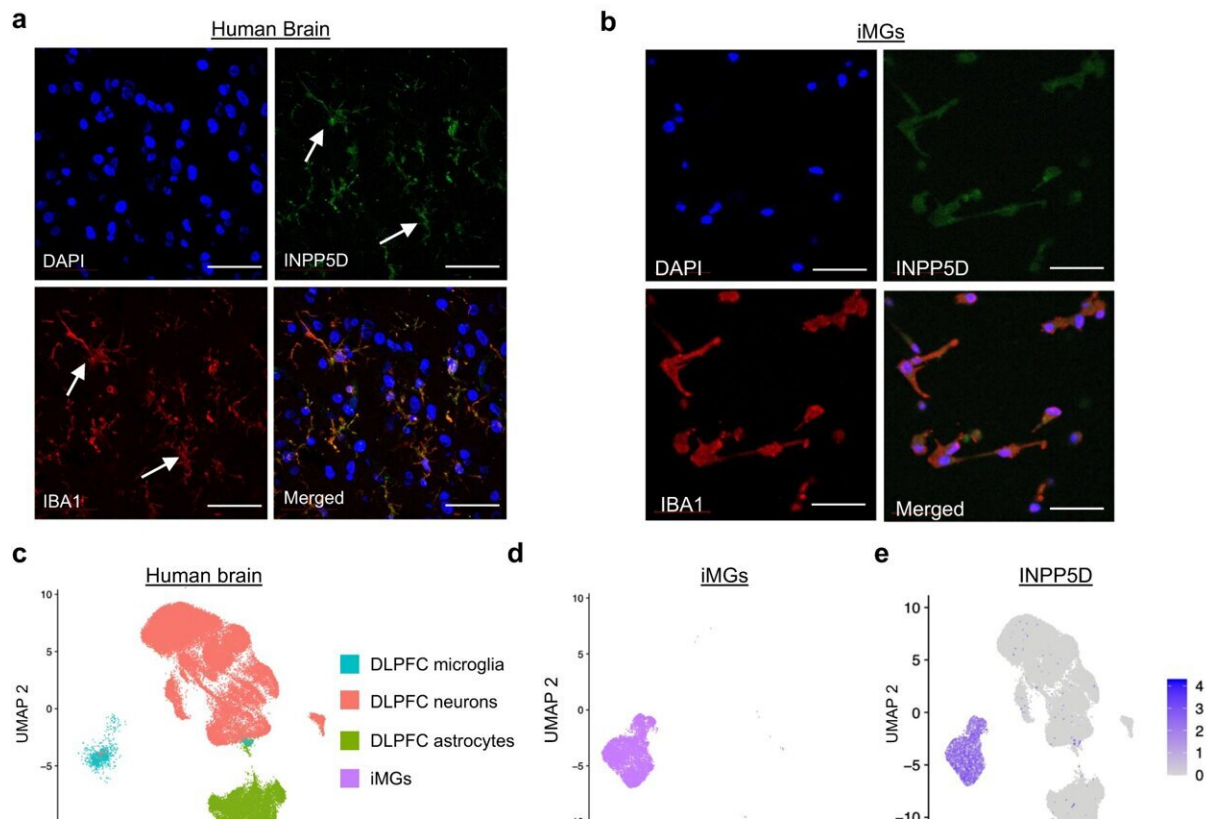 a
Human Brain
DAPI
INPP5D
IBA1
Merged
b
iMGs
DAPI
INPP5D
IBA1
Merged
c
Human brain
10
5
0
−5
UMAP 2
DLPFC microglia
DLPFC neurons
DLPFC astrocytes
iMGs
d
iMGs
10
5
0
−5
UMAP 2
e
INPP5D
10
5
0
−5
−10
UMAP 2
4
3
2
1
0